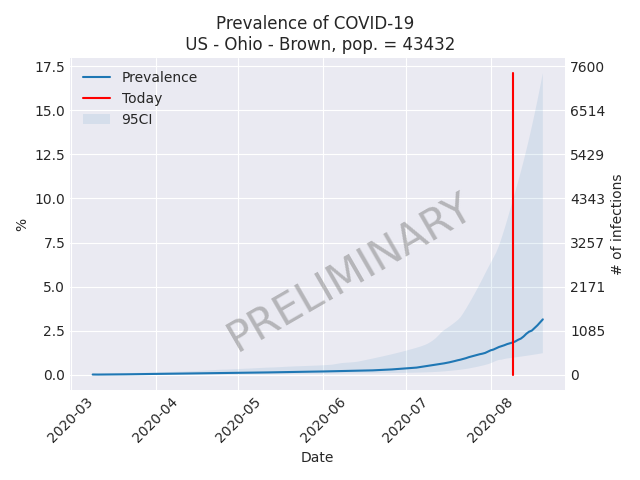 Prevalence of COVID-19
US - Ohio - Brown, pop. = 43432
Prevalence
Today
95CI
PRELIMINARY
%
17.5
15.0
12.5
10.0
7.5
5.0
2.5
0.0
7600
6514
5429
4343
3257
2171
1085
0
# of infections
2020-03
2020-04
2020-05
2020-06
2020-07
2020-08
Date